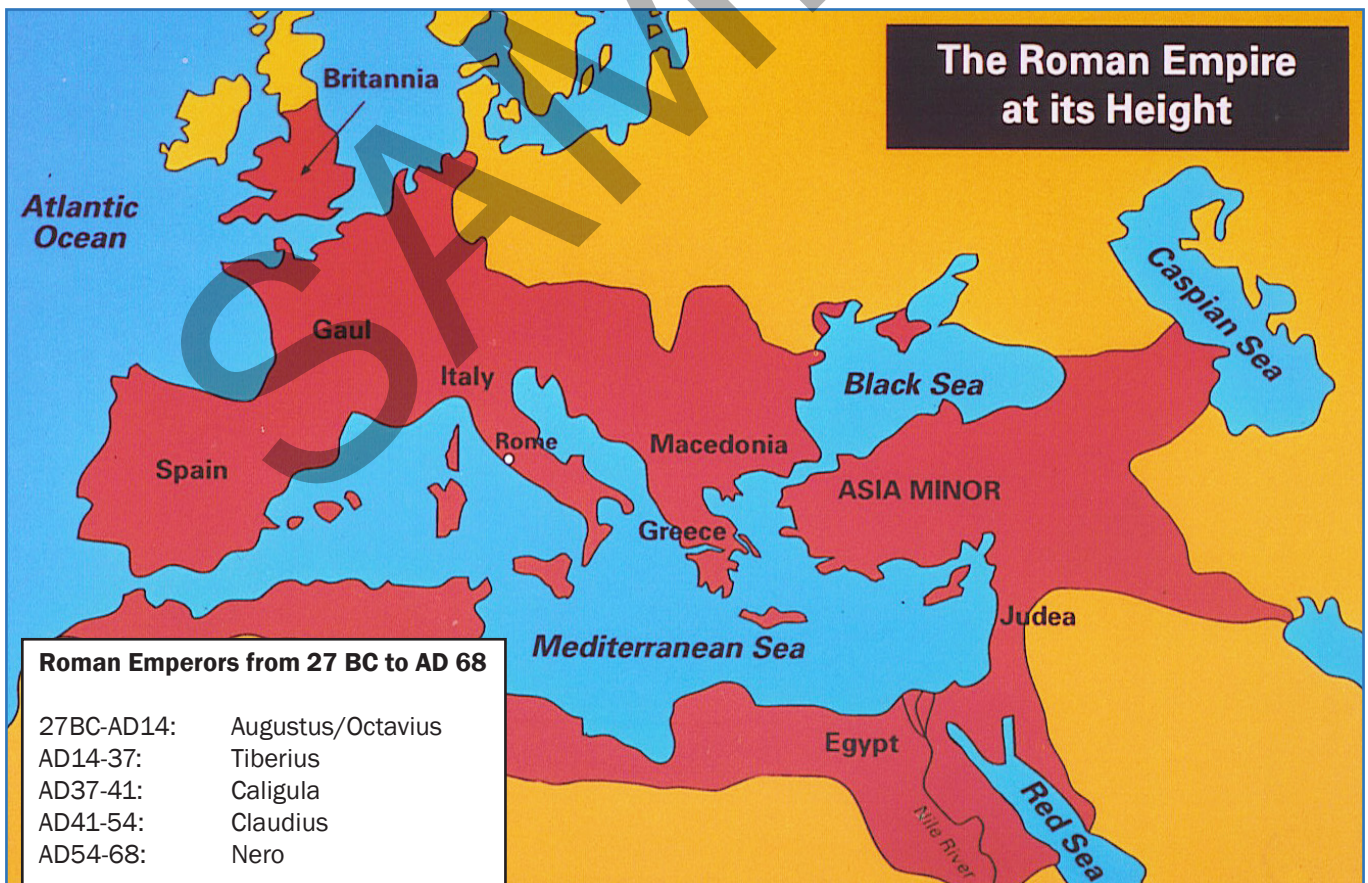 The Roman Empire
at its Height
Britannia
Atlantic
Ocean
Caspian Sea
Gaul
Italy
Black Sea
Rome
Macedonia
Spain
ASIA MINOR
Greece
Judea
Mediterranean Sea
Egypt
Nile River
Red Sea
Roman Emperors from 27 BC to AD 68
27BC-AD14: Augustus/Octavius
AD14-37: Tiberius
AD37-41: Caligula
AD41-54: Claudius
AD54-68: Nero